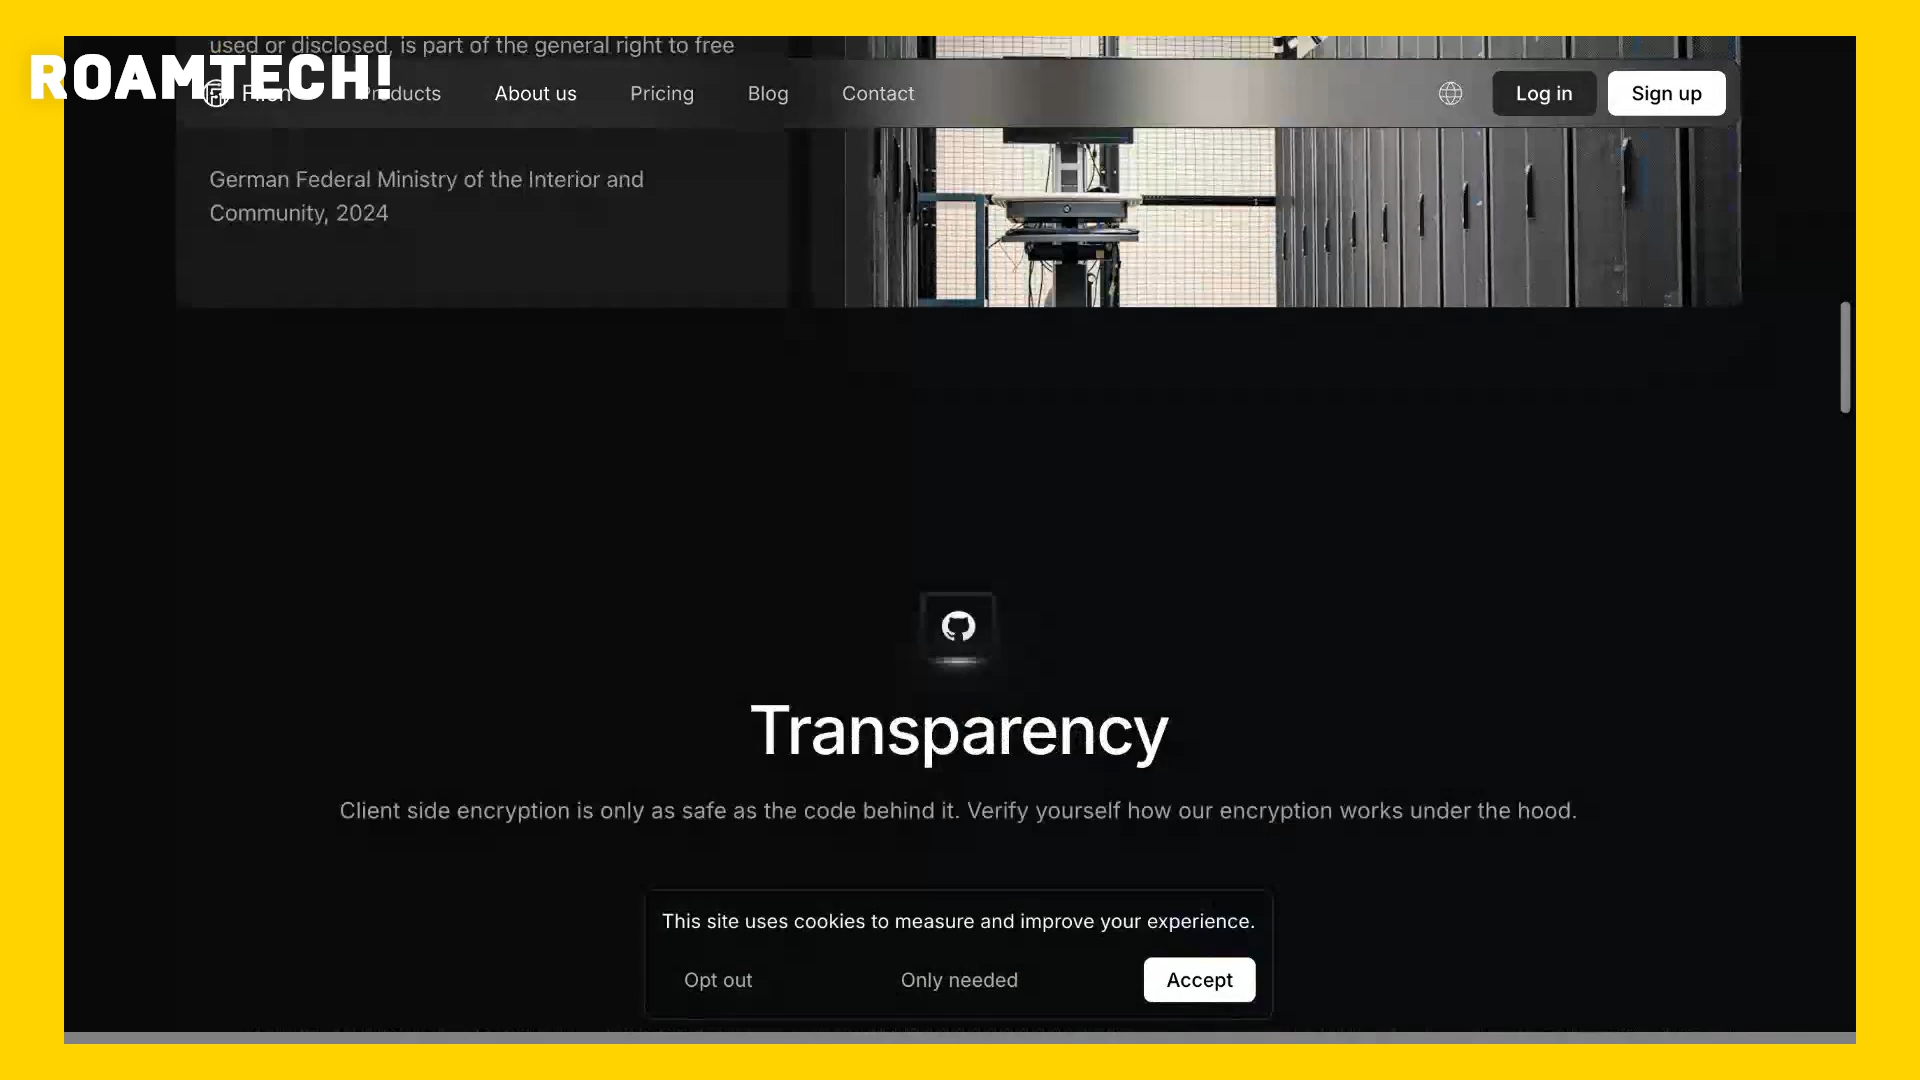 used or disclosed, is part of the general right to free
ROAMTECH!
Filen
Products
About us
Pricing
Blog
Contact
Log in
Sign up
German Federal Ministry of the Interior and
Community, 2024
Transparency
Client side encryption is only as safe as the code behind it. Verify yourself how our encryption works under the hood.
This site uses cookies to measure and improve your experience.
Opt out
Only needed
Accept